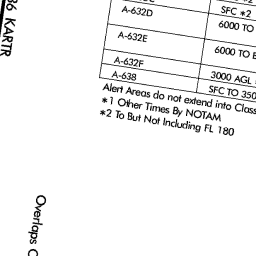 SFC *2
A-632D
6000 TO
A-632E
6000 TO
A-632F
3000 AGL
A-638
SFC TO 350
Alert Areas do not extend into Class
*1 Other Times By NOTAM
*2 To But Not Including FL 180
36 KARTR
Overlaps